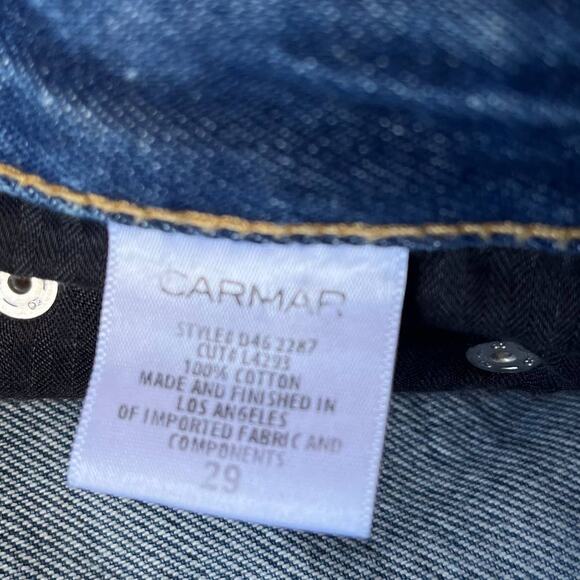 CARMAR
STYLE# D46 2287
CUT# L4293
100% COTTON
MADE AND FINISHED IN
LOS ANGELES
OF IMPORTED FABRIC AND
COMPONENTS
29